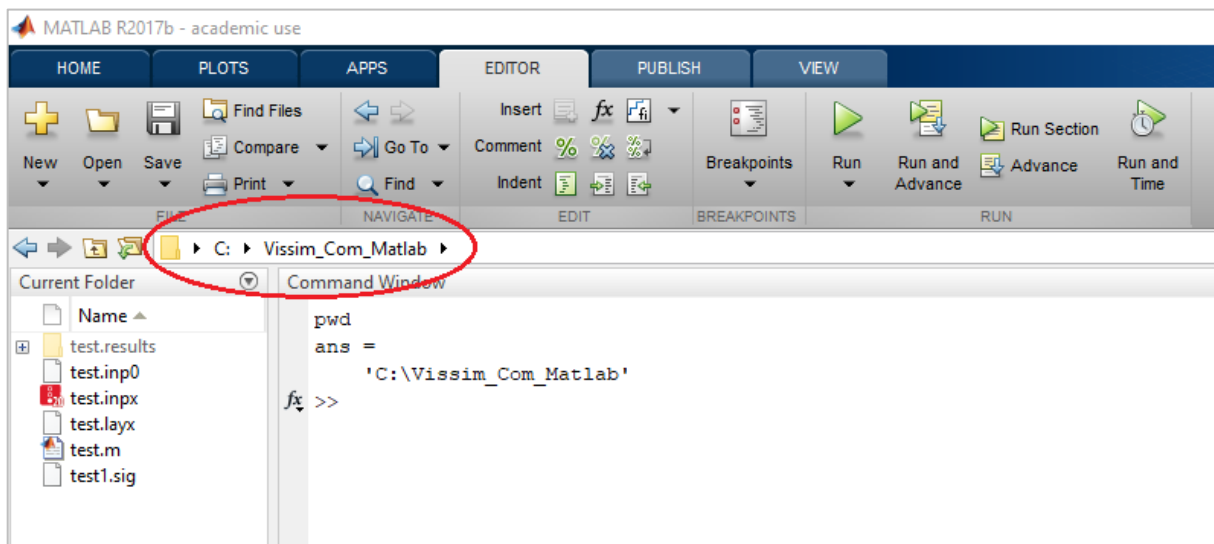 MATLAB R2017b - academic use
HOME PLOTS APPS EDITOR PUBLISH VIEW
New Open Save
Find Files
Compare
Print
FILE
Go To
Find
NAVIGATE
Insert fx fi
Comment % %
Indent
EDIT
Breakpoints
BREAKPOINTS
Run
Run and Advance
Run Section
Advance
Run and Time
RUN
C: Vissim_Com_Matlab
Current Folder
Name
test.results
test.inp0
test.inpx
test.layx
test.m
test1.sig
Command Window
pwd
ans =
'C:\Vissim_Com_Matlab'
fx >>